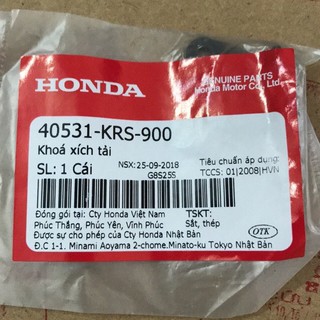 HONDA
GENUINE PARTS
Honda Motor Co., Ltd.
40531-KRS-900
Khoá xích tải
SL: 1 Cái
NSX:25-09-2018
G8S25S
Tiêu chuẩn áp dụng:
TCCS: 01|2008|HVN
Đóng gói tại: Cty Honda Việt Nam
Phúc Thắng, Phúc Yên, Vĩnh Phúc
TSKT:
Sắt, thép
Được sự cho phép của Cty Honda Nhật Bản
Đ.C 1-1. Minami Aoyama 2-chome.Minato-ku Tokyo Nhật Bản
QTK